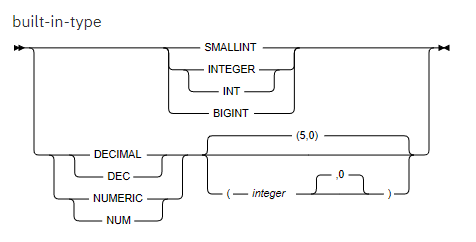 built-in-type
SMALLINT
INTEGER
INT
BIGINT
(5,0)
DECIMAL
DEC
,0
NUMERIC
( integer )
NUM